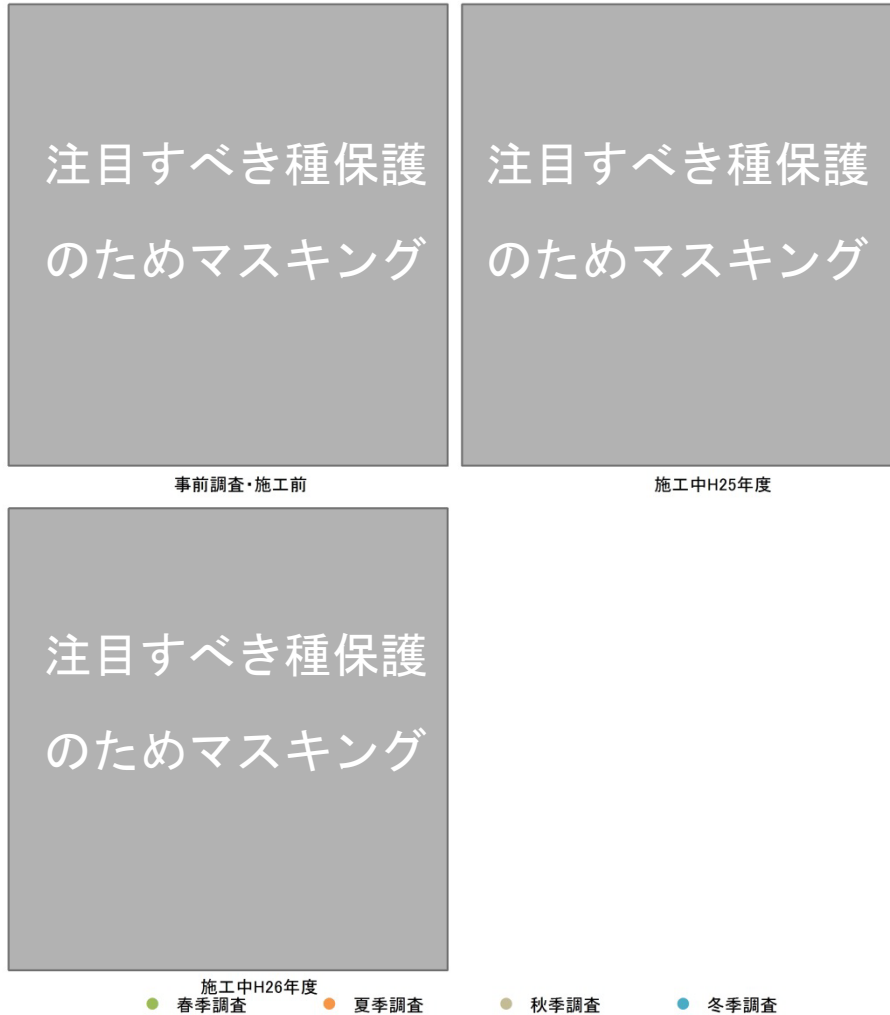 注目すべき種保護
のためマスキング
注目すべき種保護
のためマスキング
事前調査・施工前
施工中H25年度
注目すべき種保護
のためマスキング
施工中H26年度
春季調査
夏季調査
秋季調査
冬季調査